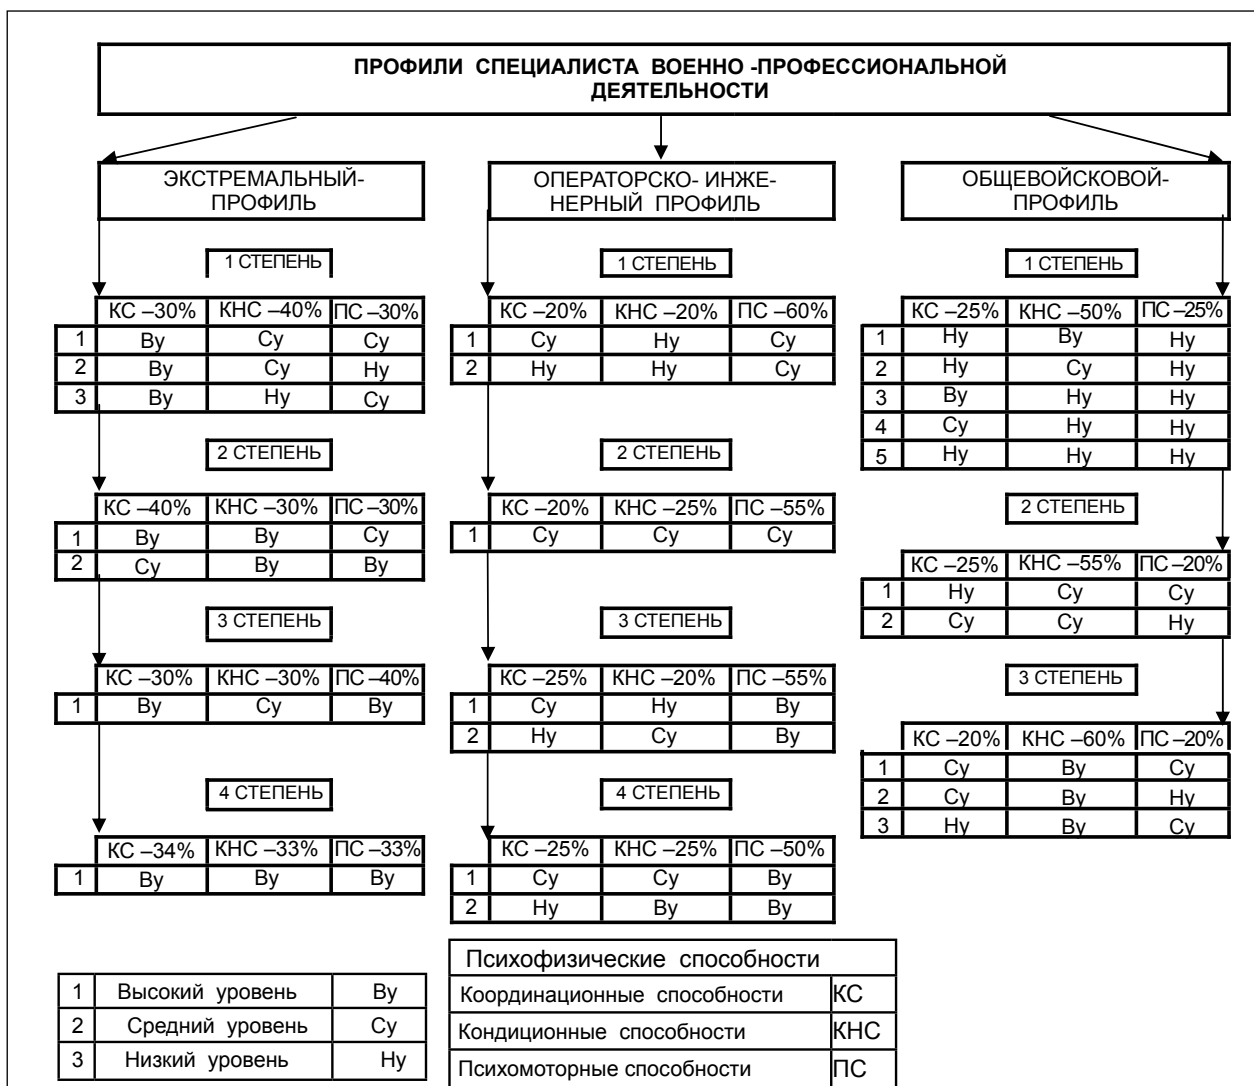 ПРОФИЛИ СПЕЦИАЛИСТА ВОЕННО -ПРОФЕССИОНАЛЬНОЙ
ДЕЯТЕЛЬНОСТИ
ЭКСТРЕМАЛЬНЫЙ-
ПРОФИЛЬ
1 СТЕПЕНЬ
КС –30% КНС –40% ПС –30%
1 Ву Су Су
2 Ву Су Ну
3 Ву Ну Су
2 СТЕПЕНЬ
КС –40% КНС –30% ПС –30%
1 Ву Ву Су
2 Су Ву Ву
3 СТЕПЕНЬ
КС –30% КНС –30% ПС –40%
1 Ву Су Ву
4 СТЕПЕНЬ
КС –34% КНС –33% ПС –33%
1 Ву Ву Ву
ОПЕРАТОРСКО- ИНЖЕ-
НЕРНЫЙ ПРОФИЛЬ
1 СТЕПЕНЬ
КС –20% КНС –20% ПС –60%
1 Су Ну Су
2 Ну Ну Су
2 СТЕПЕНЬ
КС –20% КНС –25% ПС –55%
1 Су Су Су
3 СТЕПЕНЬ
КС –25% КНС –20% ПС –55%
1 Су Ну Ву
2 Ну Су Ву
4 СТЕПЕНЬ
КС –25% КНС –25% ПС –50%
1 Су Су Ву
2 Ну Ву Ву
ОБЩЕВОЙСКОВОЙ-
ПРОФИЛЬ
1 СТЕПЕНЬ
КС –25% КНС –50% ПС –25%
1 Ну Ву Ну
2 Ну Су Ну
3 Ву Ну Ну
4 Су Ну Ну
5 Ну Ну Ну
2 СТЕПЕНЬ
КС –25% КНС –55% ПС –20%
1 Ну Су Су
2 Су Су Ну
3 СТЕПЕНЬ
КС –20% КНС –60% ПС –20%
1 Су Ву Су
2 Су Ву Ну
3 Ну Ву Су
1 Высокий уровень Ву
2 Средний уровень Су
3 Низкий уровень Ну
Психофизические способности
Координационные способности КС
Кондиционные способности КНС
Психомоторные способности ПС